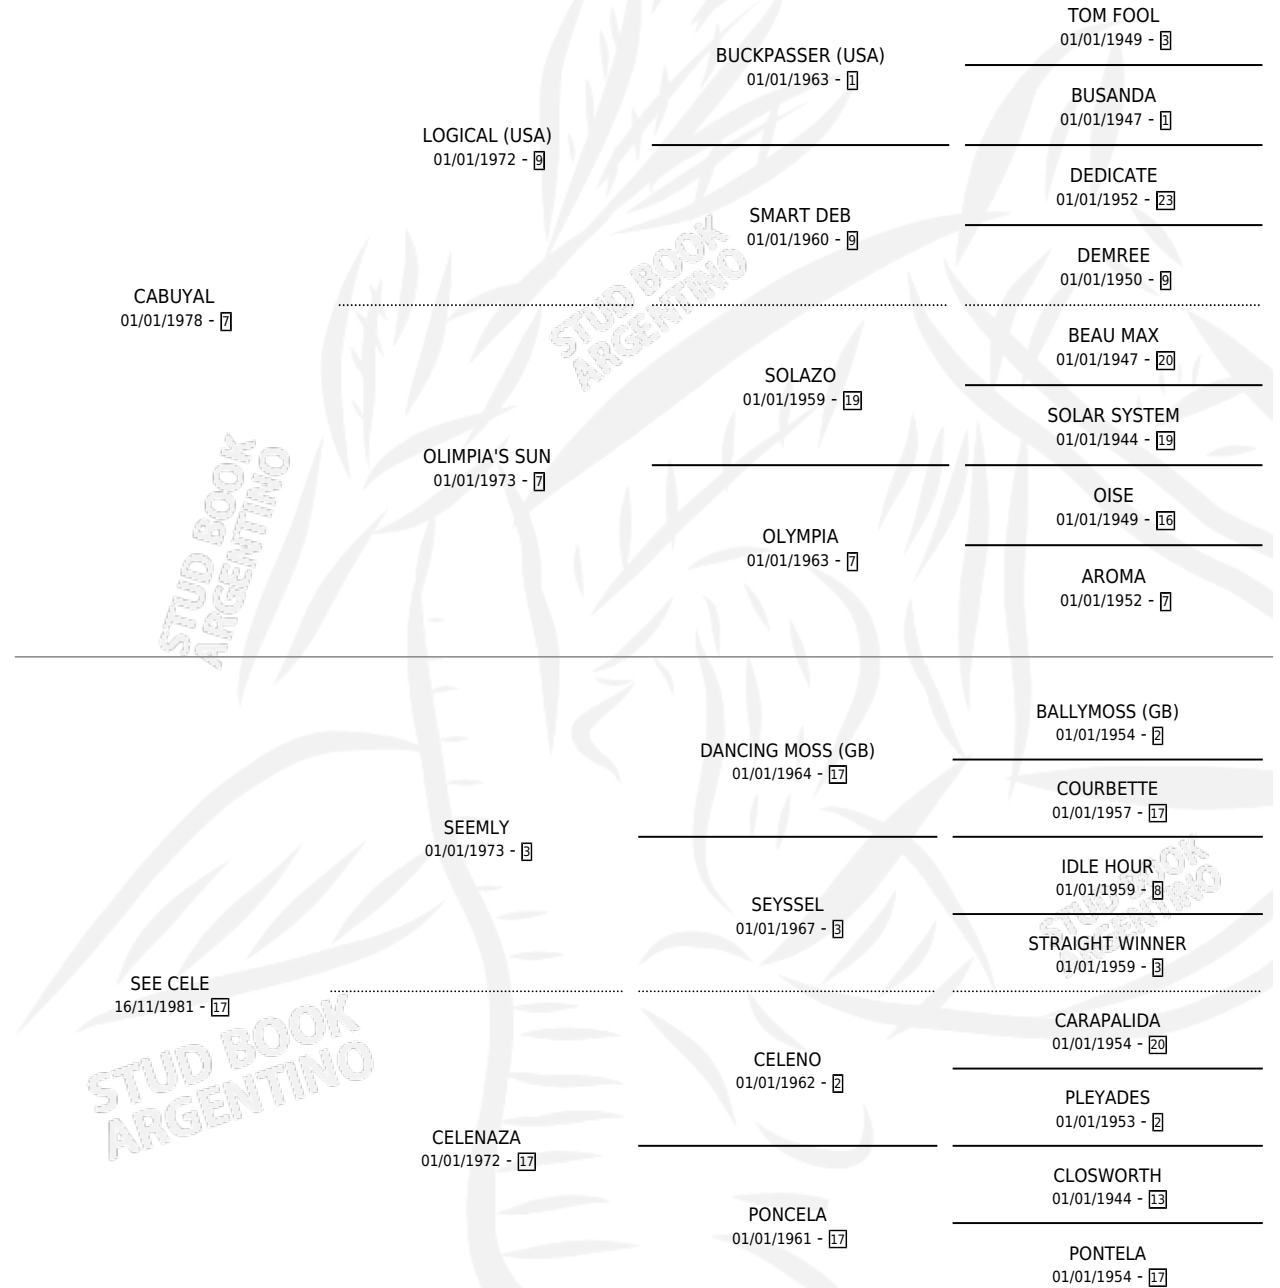 TOM FOOL
01/01/1949 - 3
BUCKPASSER (USA)
01/01/1963 - 1
BUSANDA
01/01/1947 - 1
LOGICAL (USA)
01/01/1972 - 9
DEDICATE
01/01/1952 - 23
SMART DEB
01/01/1960 - 9
DEMREE
01/01/1950 - 9
CABUYAL
01/01/1978 - 7
BEAU MAX
01/01/1947 - 20
SOLAZO
01/01/1959 - 19
SOLAR SYSTEM
01/01/1944 - 19
OLIMPIA'S SUN
01/01/1973 - 7
OISE
01/01/1949 - 16
OLYMPIA
01/01/1963 - 7
AROMA
01/01/1952 - 7
BALLYMOSS (GB)
01/01/1954 - 2
DANCING MOSS (GB)
01/01/1964 - 17
COURBETTE
01/01/1957 - 17
SEEMLY
01/01/1973 - 3
IDLE HOUR
01/01/1959 - 8
SEYSSEL
01/01/1967 - 3
STRAIGHT WINNER
01/01/1959 - 3
SEE CELE
16/11/1981 - 17
CARAPALIDA
01/01/1954 - 20
CELENO
01/01/1962 - 2
PLEYADES
01/01/1953 - 2
CELENAZA
01/01/1972 - 17
CLOSWORTH
01/01/1944 - 13
PONCELA
01/01/1961 - 17
PONTELA
01/01/1954 - 17
STUD BOOK
ARGENTINO
STUD BOOK
ARGENTINO
STUD BOOK
ARGENTINO
STUD BOOK
ARGENTINO